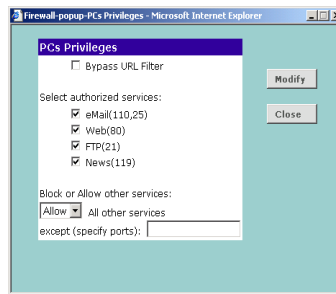 Firewall-popup-PCs Privileges - Microsoft Internet Explorer
PCs Privileges
Bypass URL Filter
Modify
Select authorized services:
Close
eMail(110,25)
Web(80)
FTP(21)
News(119)
Block or Allow other services:
Allow All other services
except (specify ports):